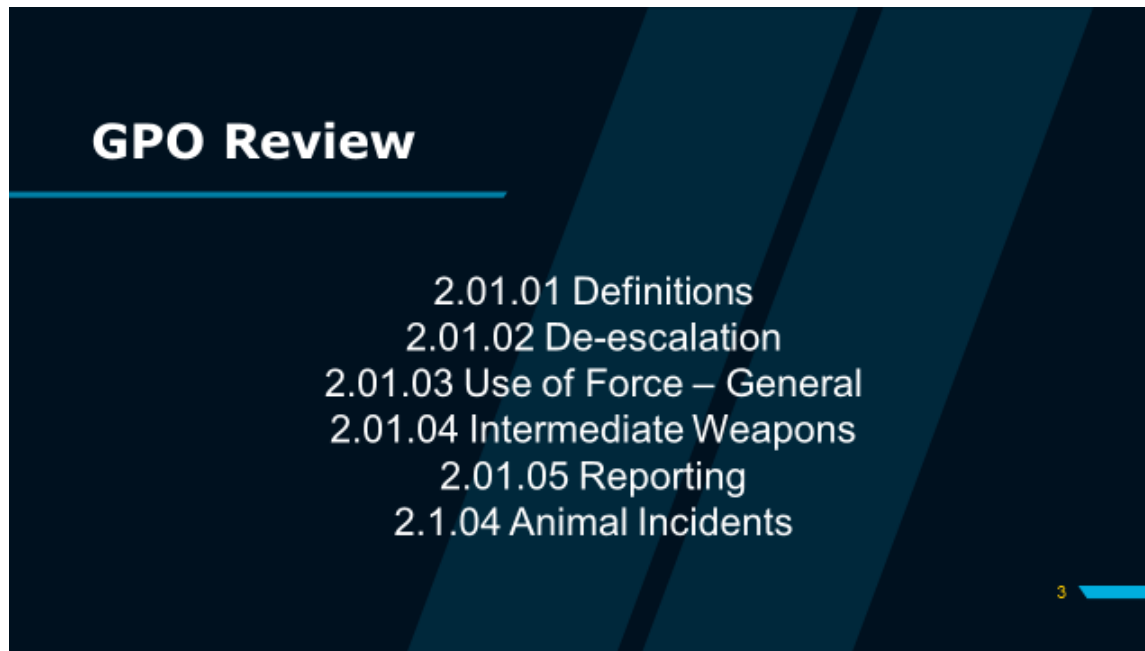 GPO Review
2.01.01 Definitions
2.01.02 De-escalation
2.01.03 Use of Force – General
2.01.04 Intermediate Weapons
2.01.05 Reporting
2.1.04 Animal Incidents
3